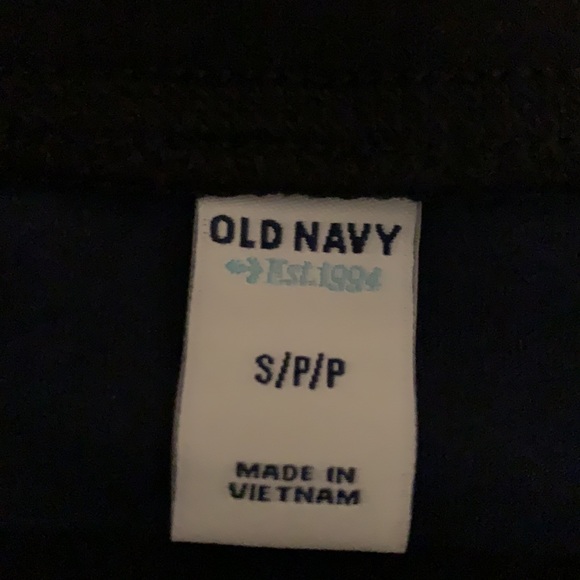 OLD NAVY
Est.1994
S/P/P
MADE IN
VIETNAM